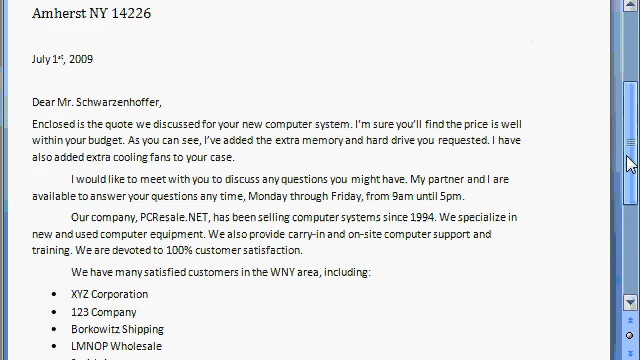 Amherst NY 14226
July 1st, 2009
Dear Mr. Schwarzenhoffer,
Enclosed is the quote we discussed for your new computer system. I'm sure you'll find the price is well
within your budget. As you can see, I've added the extra memory and hard drive you requested. I have
also added extra cooling fans to your case.
I would like to meet with you to discuss any questions you might have. My partner and I are
available to answer your questions any time, Monday through Friday, from 9am until 5pm.
Our company, PCResale.NET, has been selling computer systems since 1994. We specialize in
new and used computer equipment. We also provide carry-in and on-site computer support and
training. We are devoted to 100% customer satisfaction.
We have many satisfied customers in the WNY area, including:
• XYZ Corporation
• 123 Company
• Borkowitz Shipping
• LMNOP Wholesale